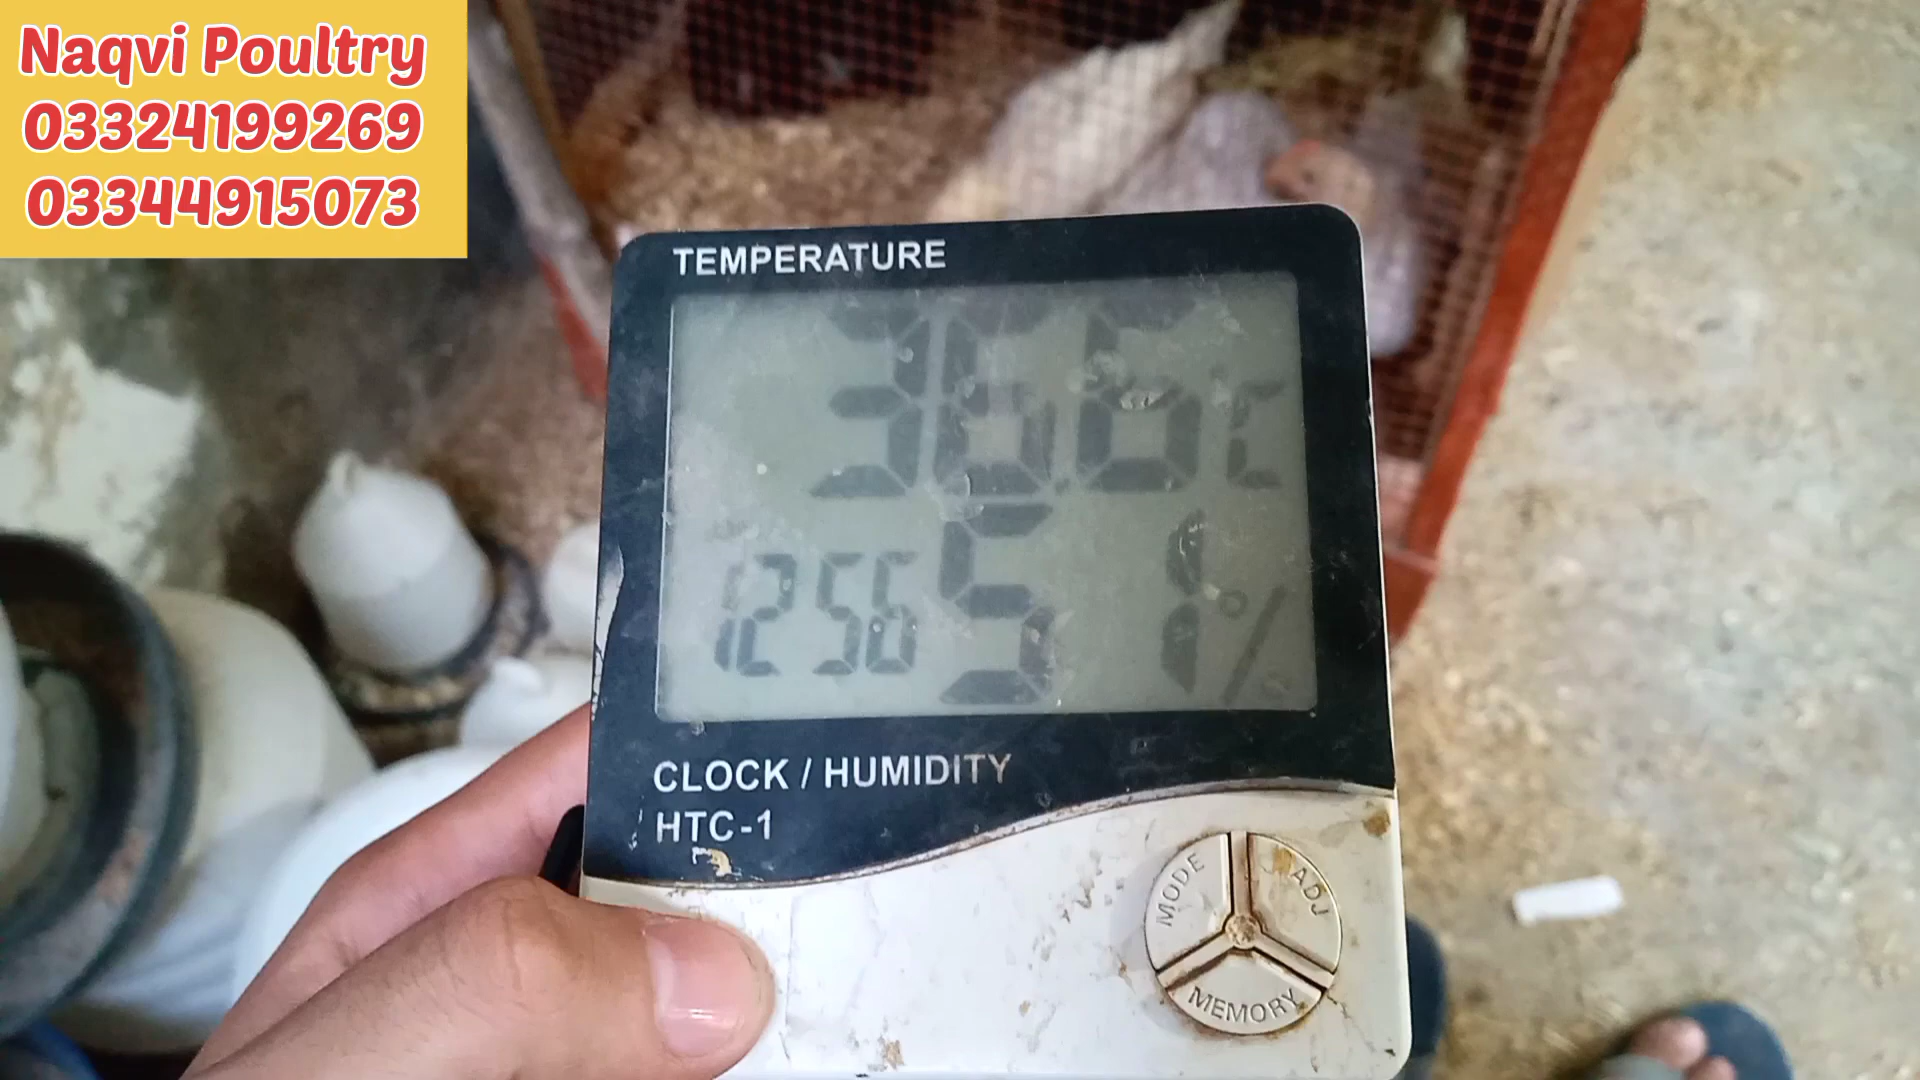 Naqvi Poultry
03324199269
03344915073
TEMPERATURE
36.6°C
12:56 51%
CLOCK / HUMIDITY
HTC-1
MODE
ADJ
MEMORY